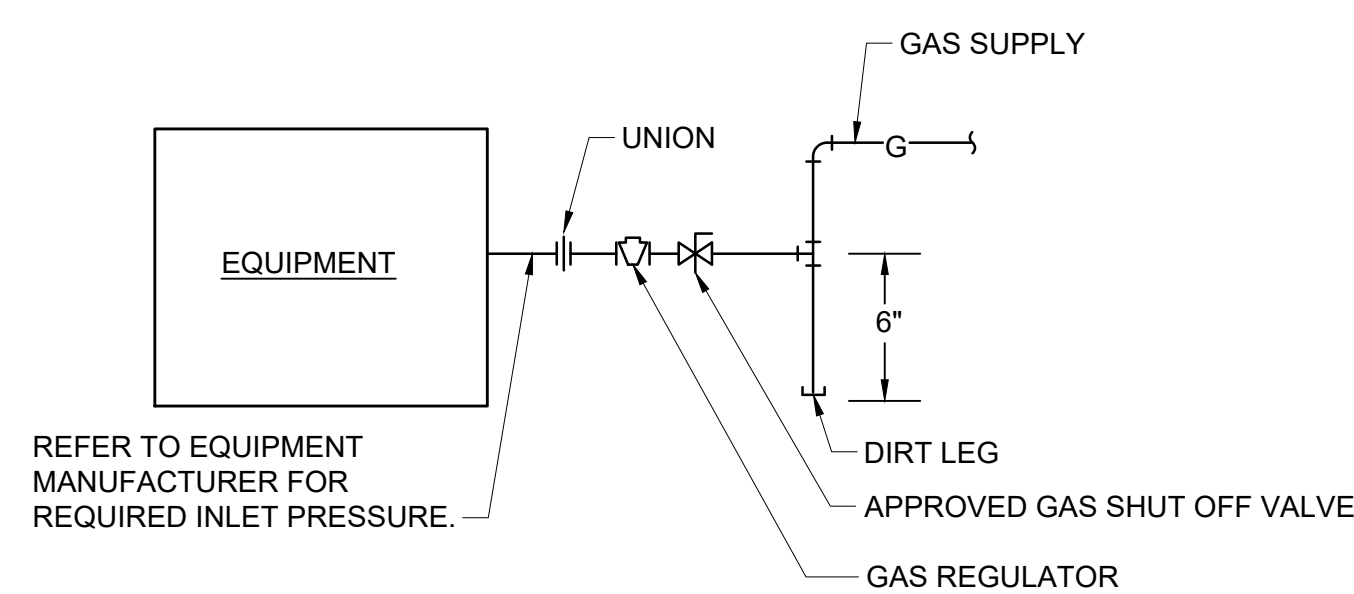 GAS SUPPLY
UNION
G
EQUIPMENT
6"
REFER TO EQUIPMENT
MANUFACTURER FOR
REQUIRED INLET PRESSURE.
DIRT LEG
APPROVED GAS SHUT OFF VALVE
GAS REGULATOR